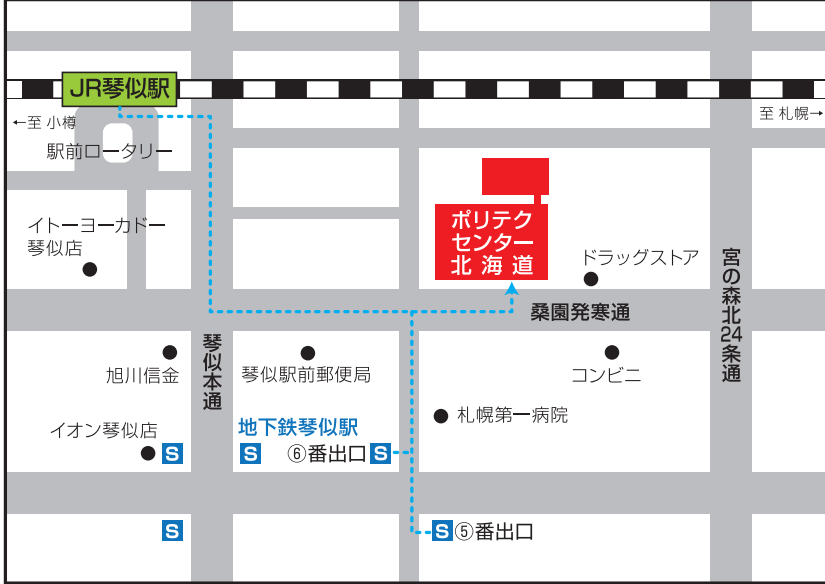 JR琴似駅
←至 小樽
至 札幌→
駅前ロータリー
イトーヨーカドー
琴似店
ポリテク
センター
北海道
ドラッグストア
宮の森北24条通
桑園発寒通
琴似本通
旭川信金
琴似駅前郵便局
コンビニ
イオン琴似店
S
地下鉄琴似駅
S
⑥番出口
S
札幌第一病院
S
S
⑤番出口